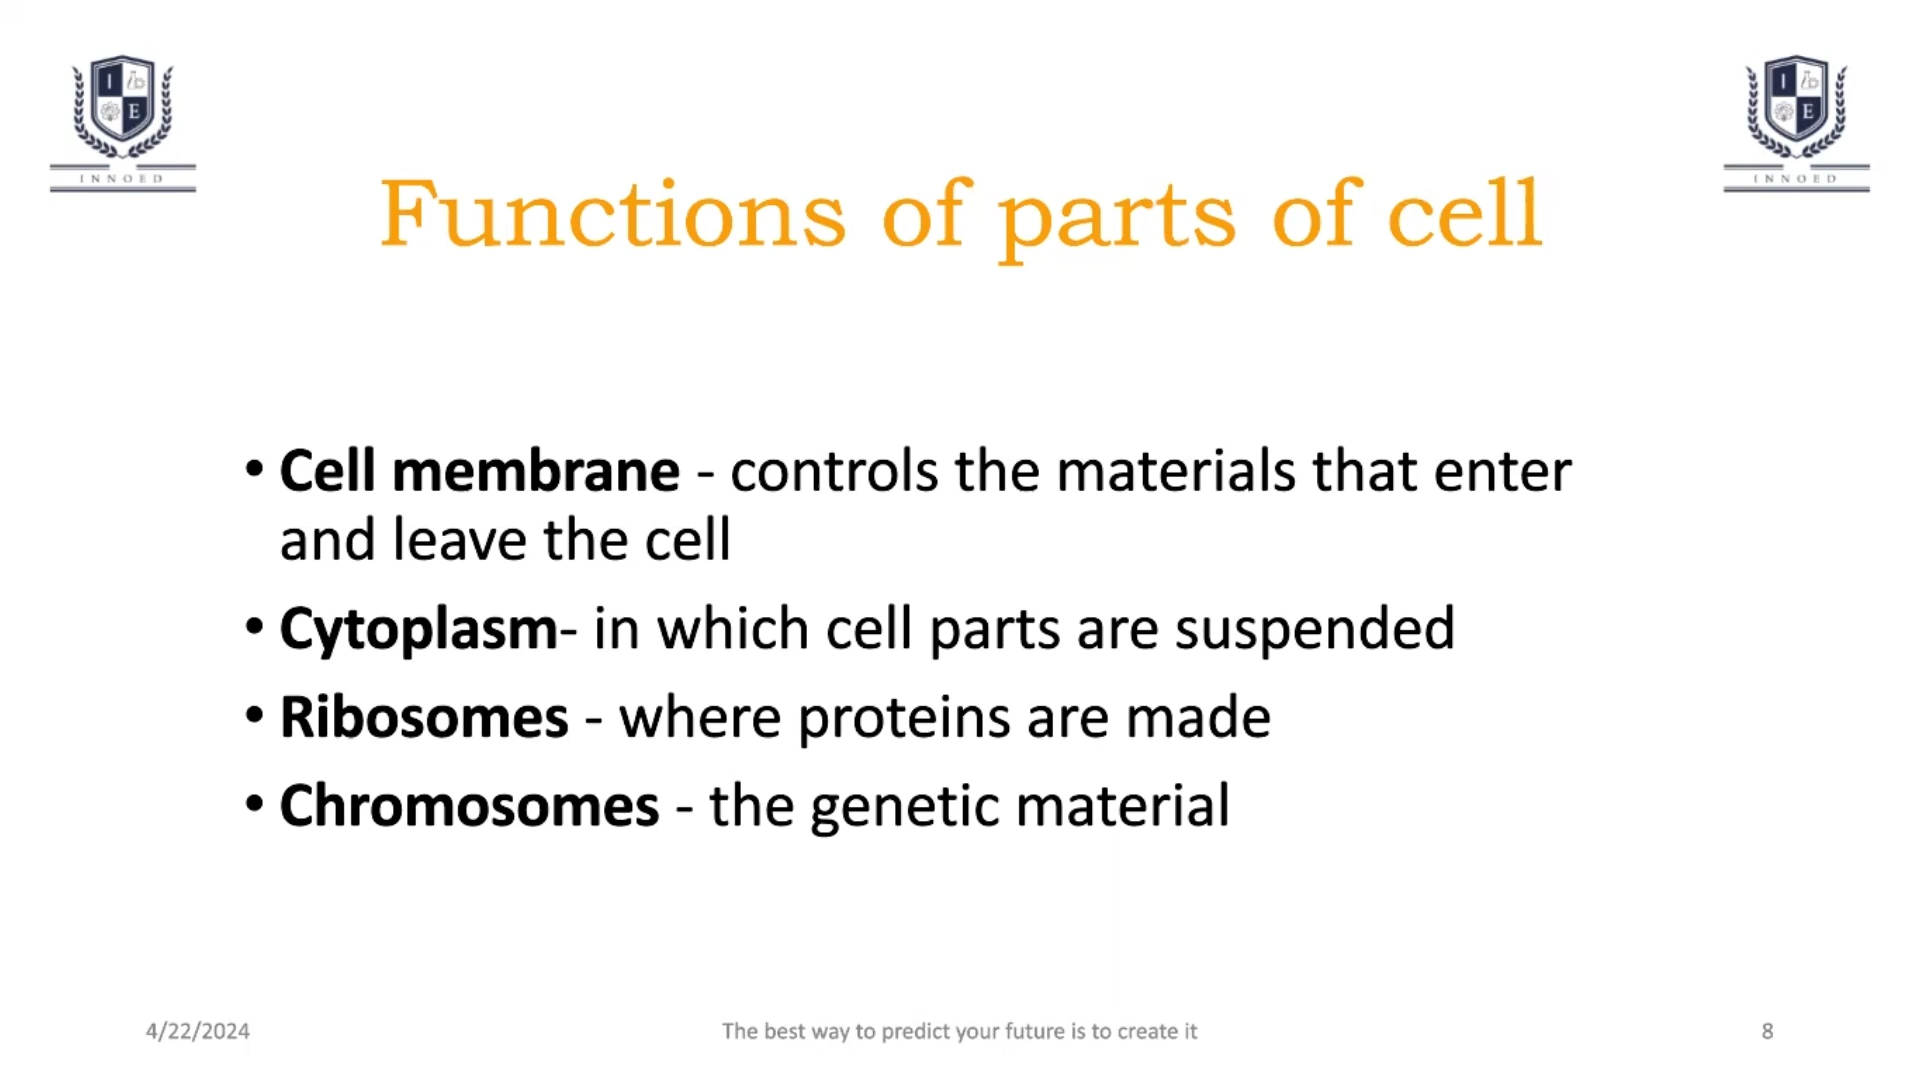 I
E
INNOED
I
E
INNOED
Functions of parts of cell
• Cell membrane - controls the materials that enter
and leave the cell
• Cytoplasm- in which cell parts are suspended
• Ribosomes - where proteins are made
• Chromosomes - the genetic material
4/22/2024
The best way to predict your future is to create it
8